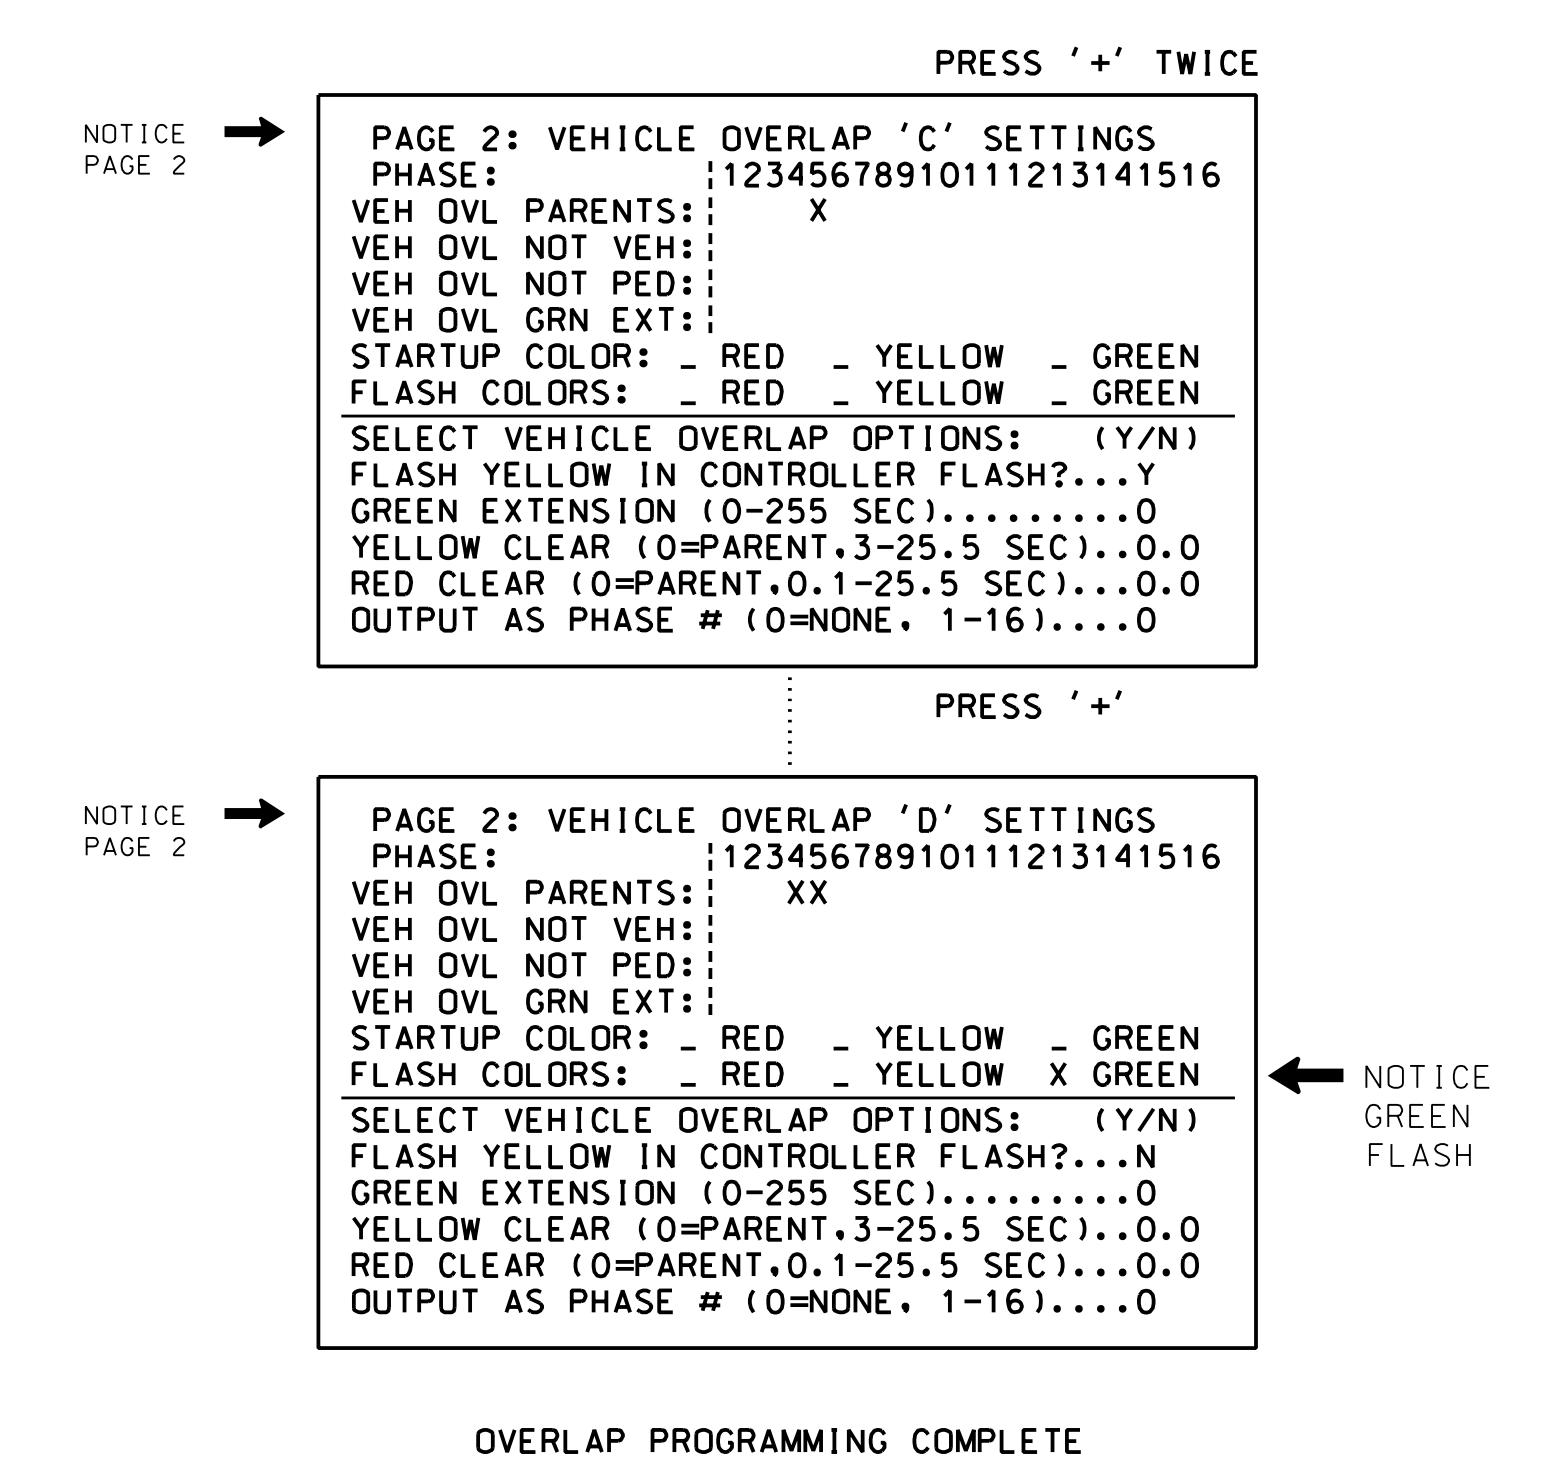 PRESS '+' TWICE
NOTICE
PAGE 2
PAGE 2: VEHICLE OVERLAP 'C' SETTINGS
PHASE: |12345678910111213141516
VEH OVL PARENTS:| X
VEH OVL NOT VEH:|
VEH OVL NOT PED:|
VEH OVL GRN EXT:|
STARTUP COLOR: _ RED _ YELLOW _ GREEN
FLASH COLORS: _ RED _ YELLOW _ GREEN
SELECT VEHICLE OVERLAP OPTIONS: (Y/N)
FLASH YELLOW IN CONTROLLER FLASH?...Y
GREEN EXTENSION (0-255 SEC).........0
YELLOW CLEAR (0=PARENT,3-25.5 SEC)..0.0
RED CLEAR (0=PARENT,0.1-25.5 SEC)...0.0
OUTPUT AS PHASE # (0=NONE, 1-16)....0
PRESS '+'
NOTICE
PAGE 2
PAGE 2: VEHICLE OVERLAP 'D' SETTINGS
PHASE: |12345678910111213141516
VEH OVL PARENTS:| XX
VEH OVL NOT VEH:|
VEH OVL NOT PED:|
VEH OVL GRN EXT:|
STARTUP COLOR: _ RED _ YELLOW _ GREEN
FLASH COLORS: _ RED _ YELLOW X GREEN
NOTICE
GREEN
FLASH
SELECT VEHICLE OVERLAP OPTIONS: (Y/N)
FLASH YELLOW IN CONTROLLER FLASH?...N
GREEN EXTENSION (0-255 SEC).........0
YELLOW CLEAR (0=PARENT,3-25.5 SEC)..0.0
RED CLEAR (0=PARENT,0.1-25.5 SEC)...0.0
OUTPUT AS PHASE # (0=NONE, 1-16)....0
OVERLAP PROGRAMMING COMPLETE